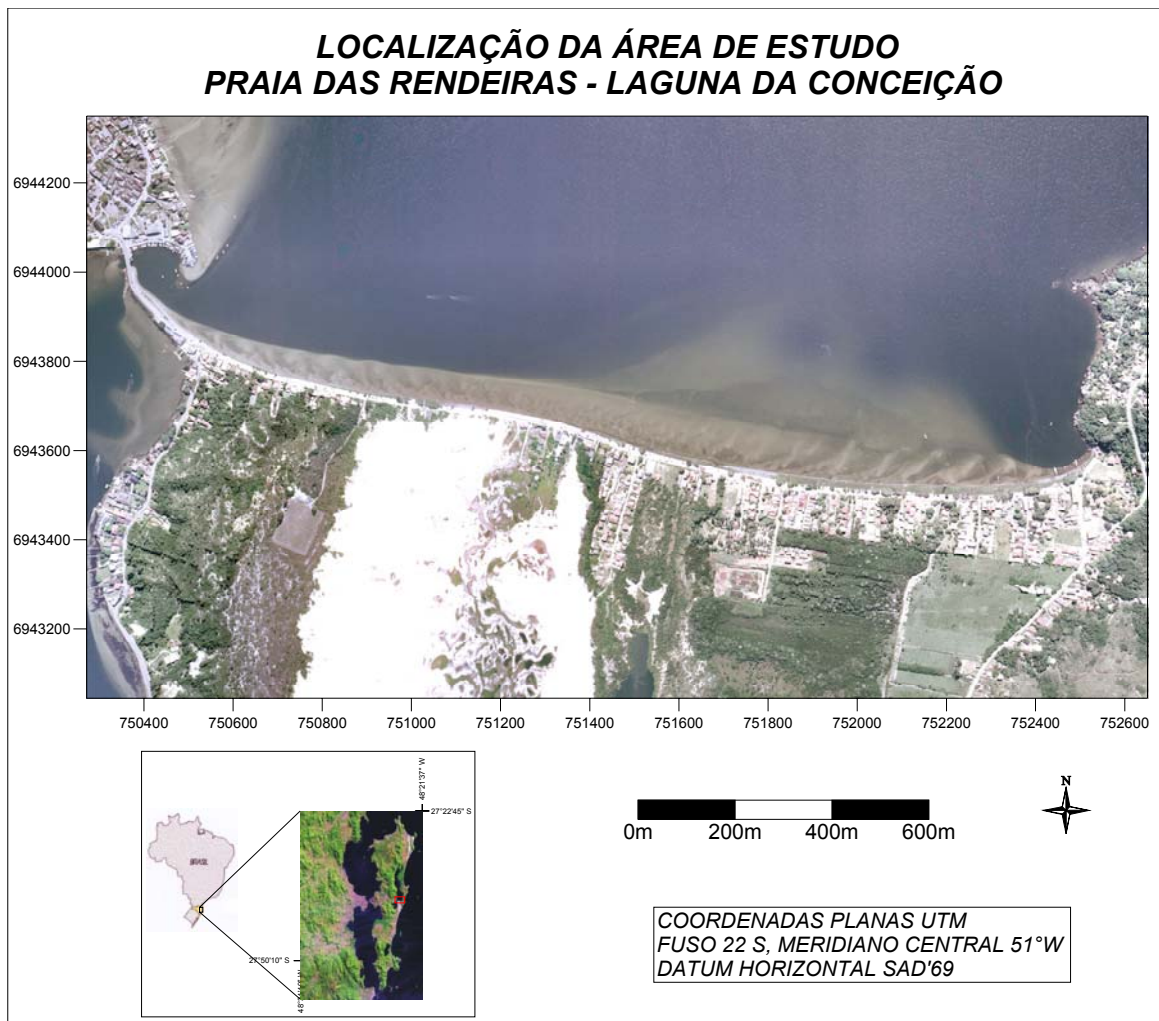 LOCALIZAÇÃO DA ÁREA DE ESTUDO
PRAIA DAS RENDEIRAS - LAGUNA DA CONCEIÇÃO
6944200
6944000
6943800
6943600
6943400
6943200
750400 750600 750800 751000 751200 751400 751600 751800 752000 752200 752400 752600
48°21'37" W
27°22'45" S
BRASIL
27°50'10" S
N
0m 200m 400m 600m
COORDENADAS PLANAS UTM
FUSO 22 S, MERIDIANO CENTRAL 51°W
DATUM HORIZONTAL SAD'69